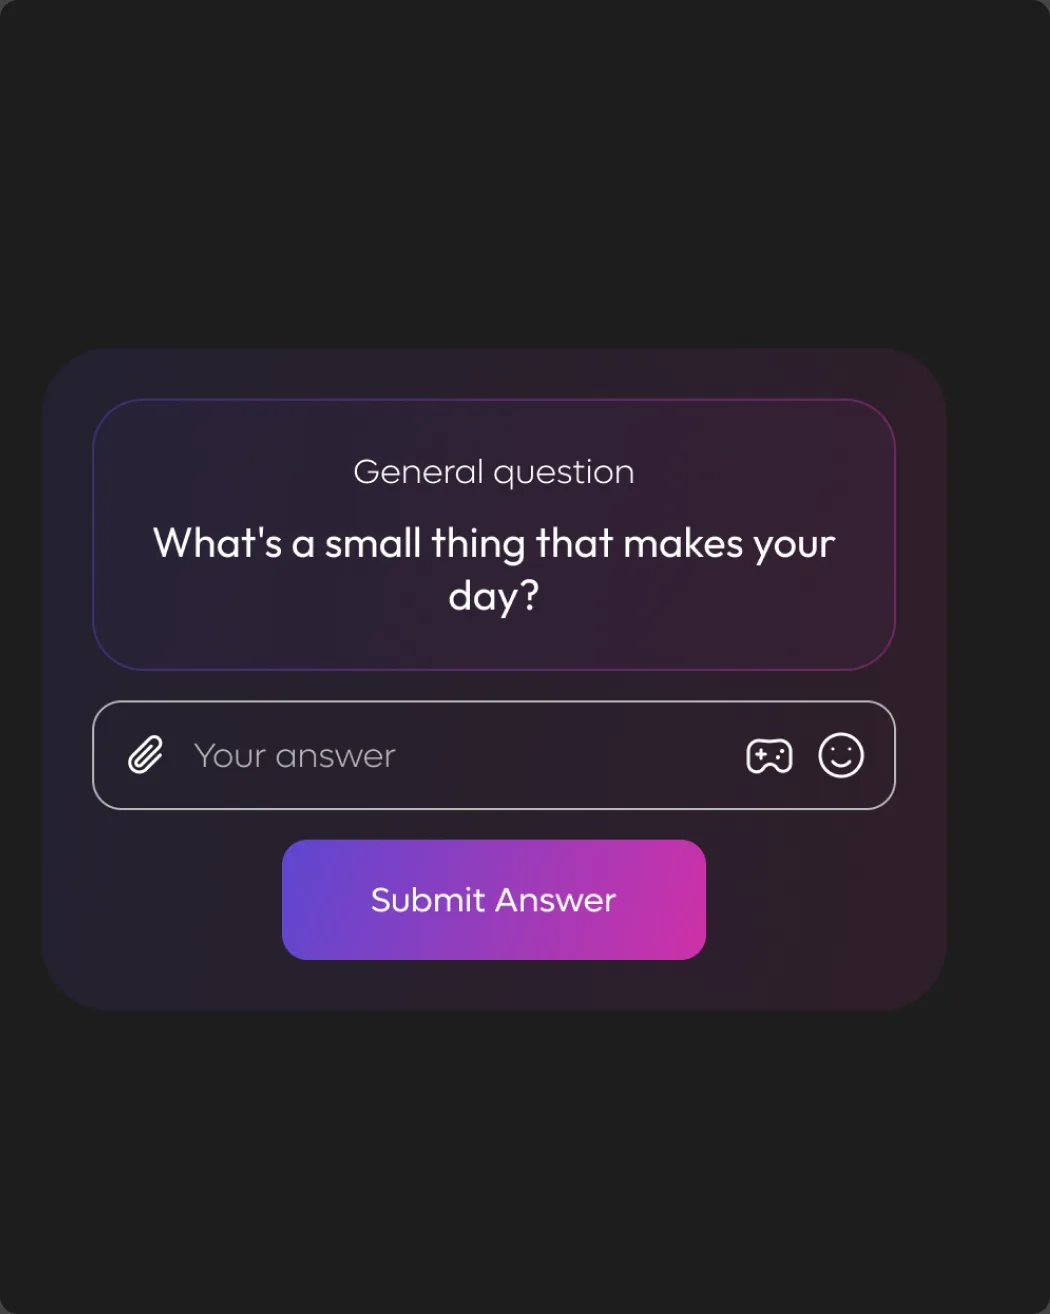 General question
What's a small thing that makes your
day?
Your answer
Submit Answer